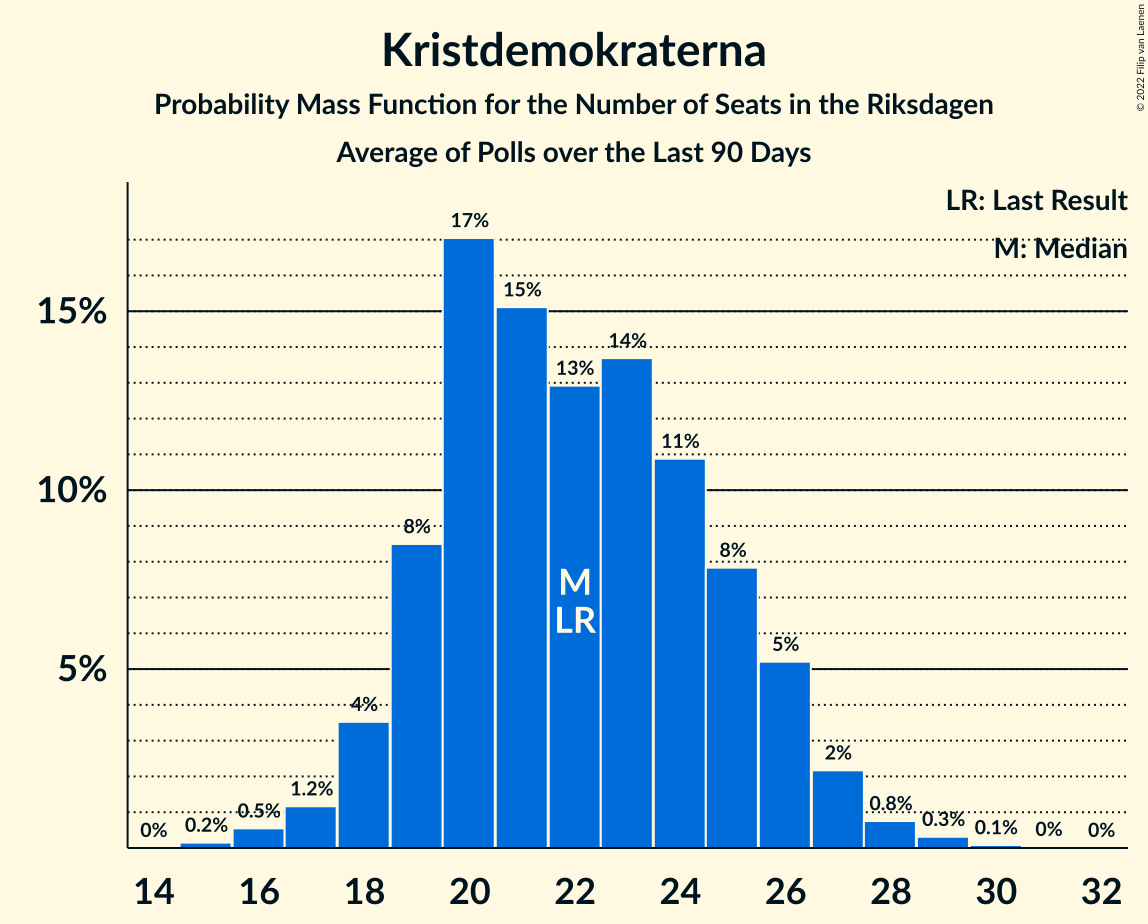 Kristdemokraterna
Probability Mass Function for the Number of Seats in the Riksdagen
Average of Polls over the Last 90 Days
© 2022 Filip van Laenen
LR: Last Result
M: Median
15%
10%
5%
0%
0.2%
0.5%
1.2%
4%
8%
17%
15%
13%
14%
11%
8%
5%
2%
0.8%
0.3%
0.1%
0%
0%
M
LR
14 16 18 20 22 24 26 28 30 32